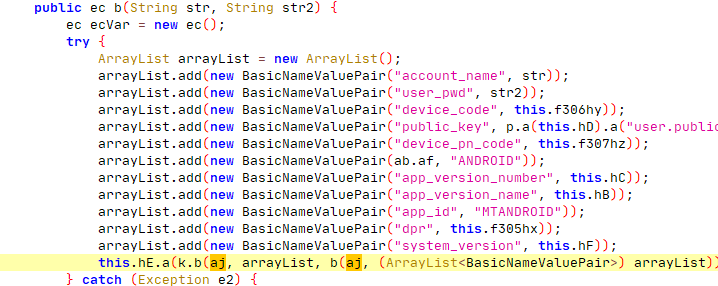 public ec b(String str, String str2) {
ec ecVar = new ec();
try {
ArrayList arrayList = new ArrayList();
arrayList.add(new BasicNameValuePair("account_name", str));
arrayList.add(new BasicNameValuePair("user_pwd", str2));
arrayList.add(new BasicNameValuePair("device_code", this.f306hy));
arrayList.add(new BasicNameValuePair("public_key", p.a(this.hD).a("user.public
arrayList.add(new BasicNameValuePair("device_pn_code", this.f307hz));
arrayList.add(new BasicNameValuePair(ab.af, "ANDROID"));
arrayList.add(new BasicNameValuePair("app_version_number", this.hC));
arrayList.add(new BasicNameValuePair("app_version_name", this.hB));
arrayList.add(new BasicNameValuePair("app_id", "MTANDROID"));
arrayList.add(new BasicNameValuePair("dpr", this.f305hx));
arrayList.add(new BasicNameValuePair("system_version", this.hF));
this.hE.a(k.b(aj, arrayList, b(aj, (ArrayList<BasicNameValuePair>) arrayList))
} catch (Exception e2) {